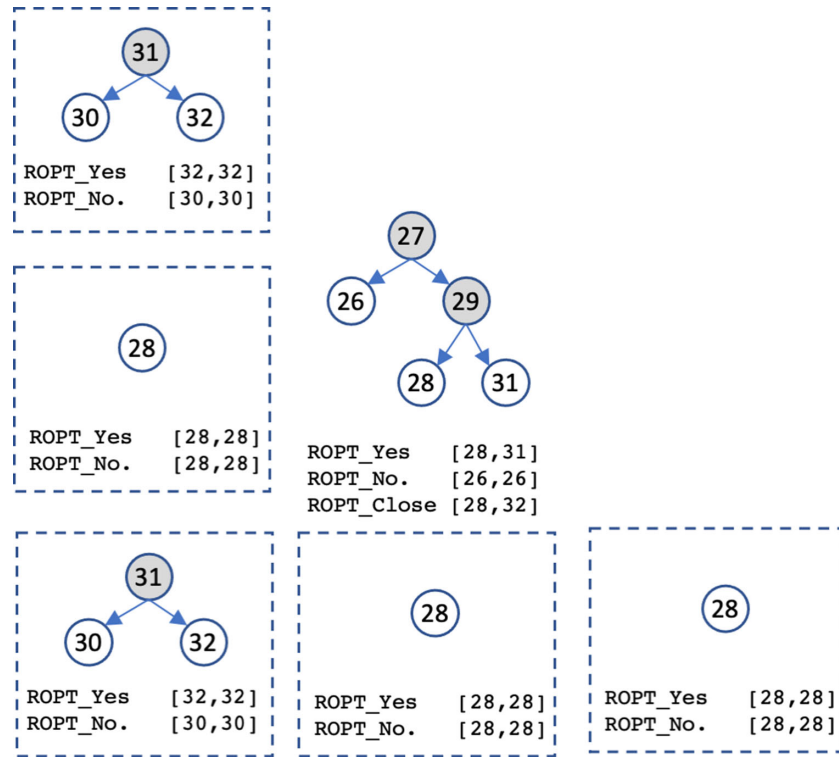 31
30 32
ROPT_Yes [32,32]
ROPT_No. [30,30]
27
26 29
28 31
ROPT_Yes [28,31]
ROPT_No. [26,26]
ROPT_Close [28,32]
28
ROPT_Yes [28,28]
ROPT_No. [28,28]
31
30 32
ROPT_Yes [32,32]
ROPT_No. [30,30]
28
ROPT_Yes [28,28]
ROPT_No. [28,28]
28
ROPT_Yes [28,28]
ROPT_No. [28,28]